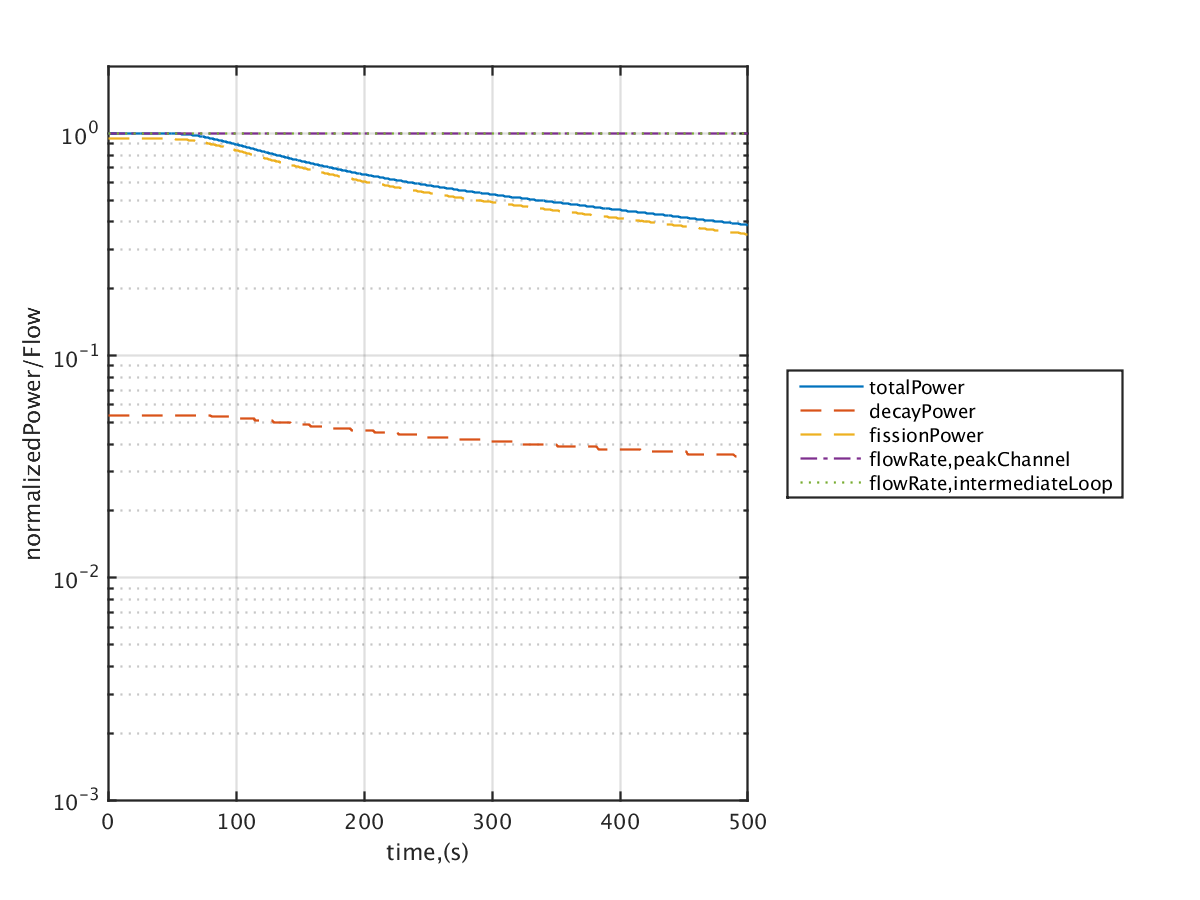 10^0
10^-1
10^-2
10^-3
normalizedPower/Flow
0 100 200 300 400 500
time,(s)
totalPower
decayPower
fissionPower
flowRate,peakChannel
flowRate,intermediateLoop